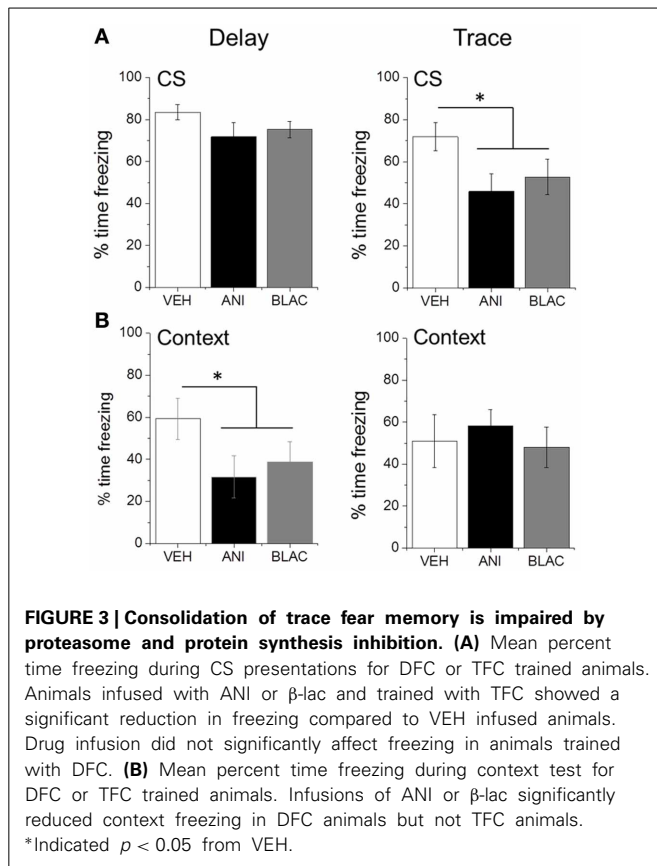 A
Delay
Trace
CS
CS
% time freezing
% time freezing
100
80
60
40
20
0
100
80
60
40
20
0
*
VEH ANI BLAC
VEH ANI BLAC
B
Context
Context
% time freezing
% time freezing
100
80
60
40
20
0
100
80
60
40
20
0
*
VEH ANI BLAC
VEH ANI BLAC
FIGURE 3 | Consolidation of trace fear memory is impaired by
proteasome and protein synthesis inhibition. (A) Mean percent
time freezing during CS presentations for DFC or TFC trained animals.
Animals infused with ANI or β-lac and trained with TFC showed a
significant reduction in freezing compared to VEH infused animals.
Drug infusion did not significantly affect freezing in animals trained
with DFC. (B) Mean percent time freezing during context test for
DFC or TFC trained animals. Infusions of ANI or β-lac significantly
reduced context freezing in DFC animals but not TFC animals.
*Indicated p < 0.05 from VEH.